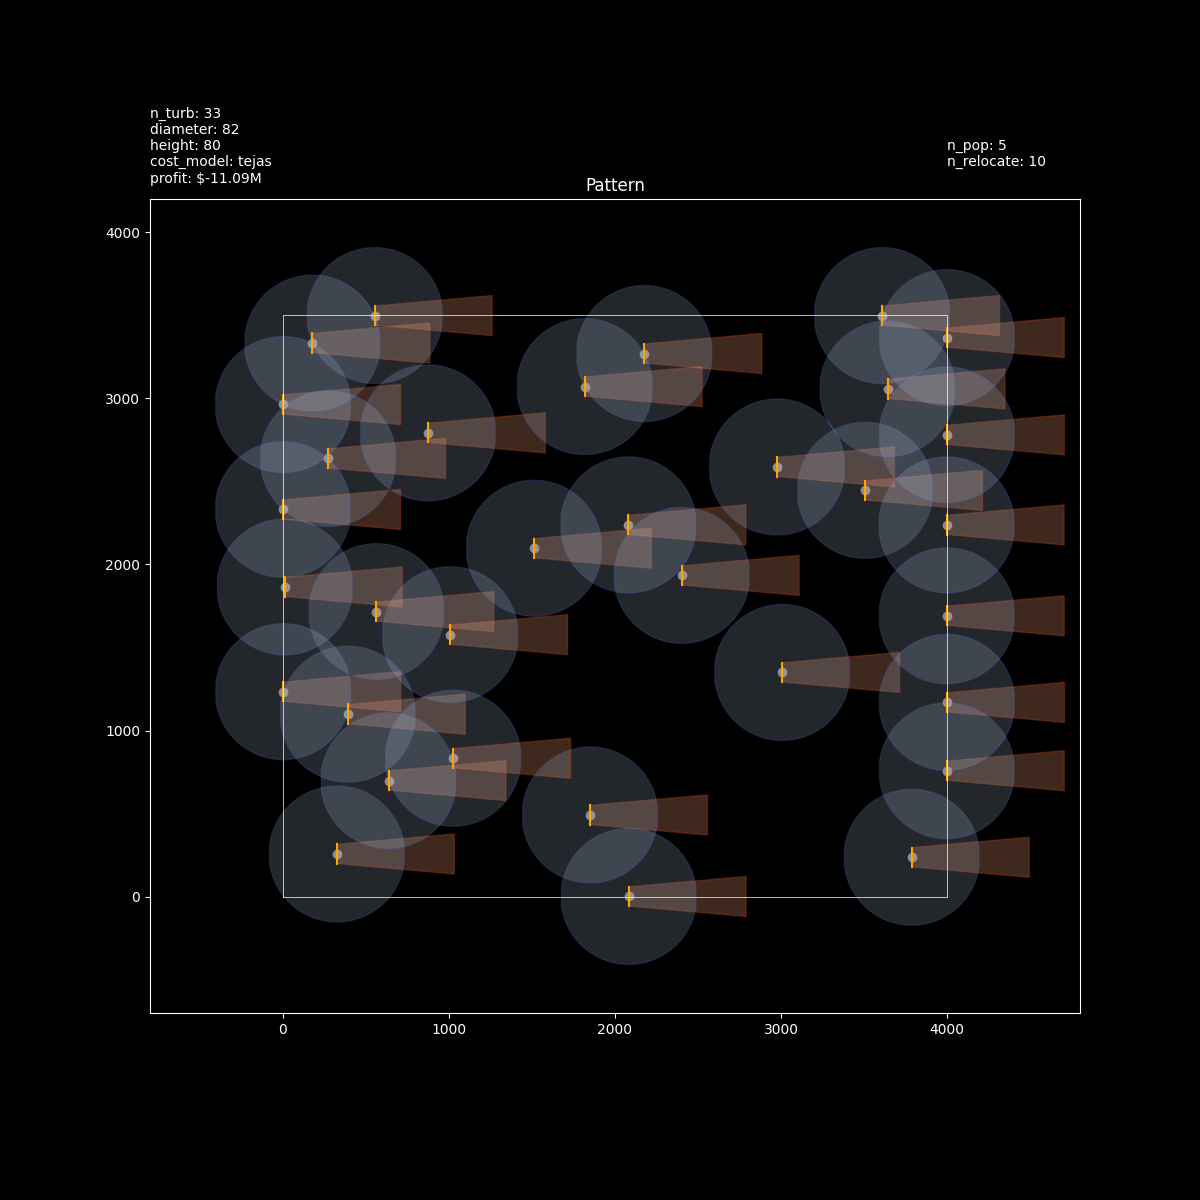 n_turb: 33
diameter: 82
height: 80
cost_model: tejas
profit: $-11.09M
n_pop: 5
n_relocate: 10
Pattern
4000
3000
2000
1000
0
0 1000 2000 3000 4000